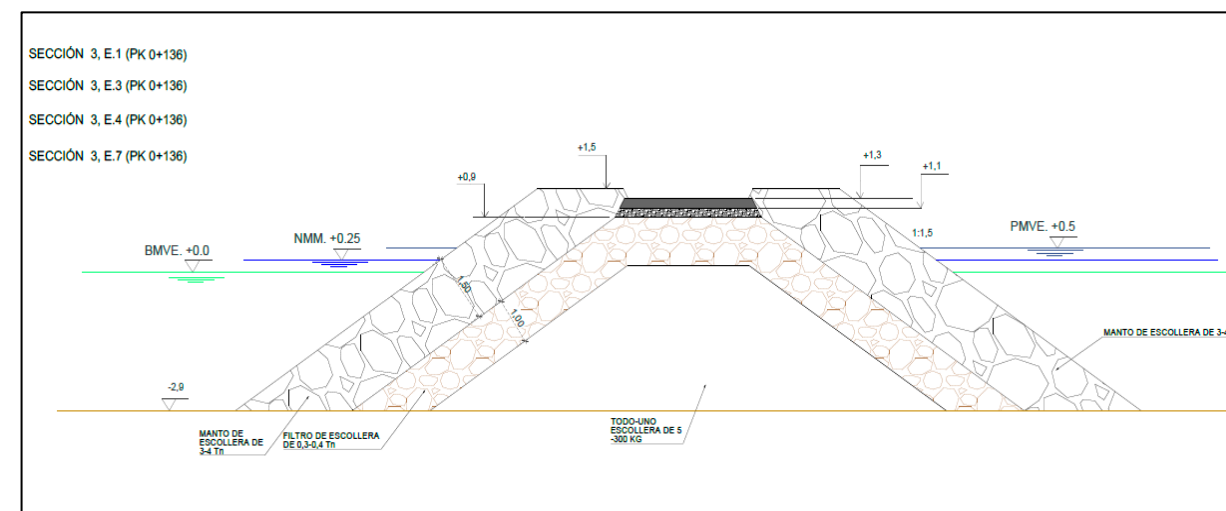 SECCIÓN 3, E.1 (PK 0+136)
SECCIÓN 3, E.3 (PK 0+136)
SECCIÓN 3, E.4 (PK 0+136)
SECCIÓN 3, E.7 (PK 0+136)
+1,5
+1,3
+1,1
+0,9
1:1,5
PMVE. +0.5
NMM. +0.25
BMVE. +0.0
1,50
1,00
MANTO DE ESCOLLERA DE 3-4
-2,9
MANTO DE
ESCOLLERA DE
3-4 Tn
FILTRO DE ESCOLLERA
DE 0,3-0,4 Tn
TODO-UNO
ESCOLLERA DE 5
-300 KG